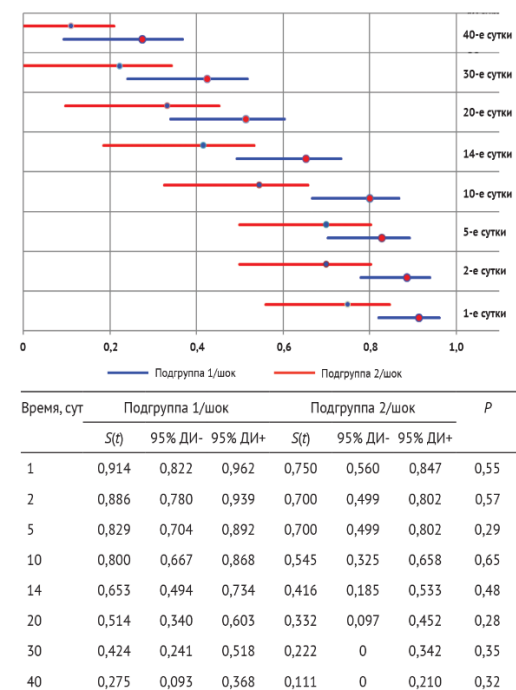 40-е сутки
30-е сутки
20-е сутки
14-е сутки
10-е сутки
5-е сутки
2-е сутки
1-е сутки
0 0,2 0,4 0,6 0,8 1,0
Подгруппа 1/шок Подгруппа 2/шок
Время, сут Подгруппа 1/шок Подгруппа 2/шок P
S(t) 95% ДИ- 95% ДИ+ S(t) 95% ДИ- 95% ДИ+
1 0,914 0,822 0,962 0,750 0,560 0,847 0,55
2 0,886 0,780 0,939 0,700 0,499 0,802 0,57
5 0,829 0,704 0,892 0,700 0,499 0,802 0,29
10 0,800 0,667 0,868 0,545 0,325 0,658 0,65
14 0,653 0,494 0,734 0,416 0,185 0,533 0,48
20 0,514 0,340 0,603 0,332 0,097 0,452 0,28
30 0,424 0,241 0,518 0,222 0 0,342 0,35
40 0,275 0,093 0,368 0,111 0 0,210 0,32